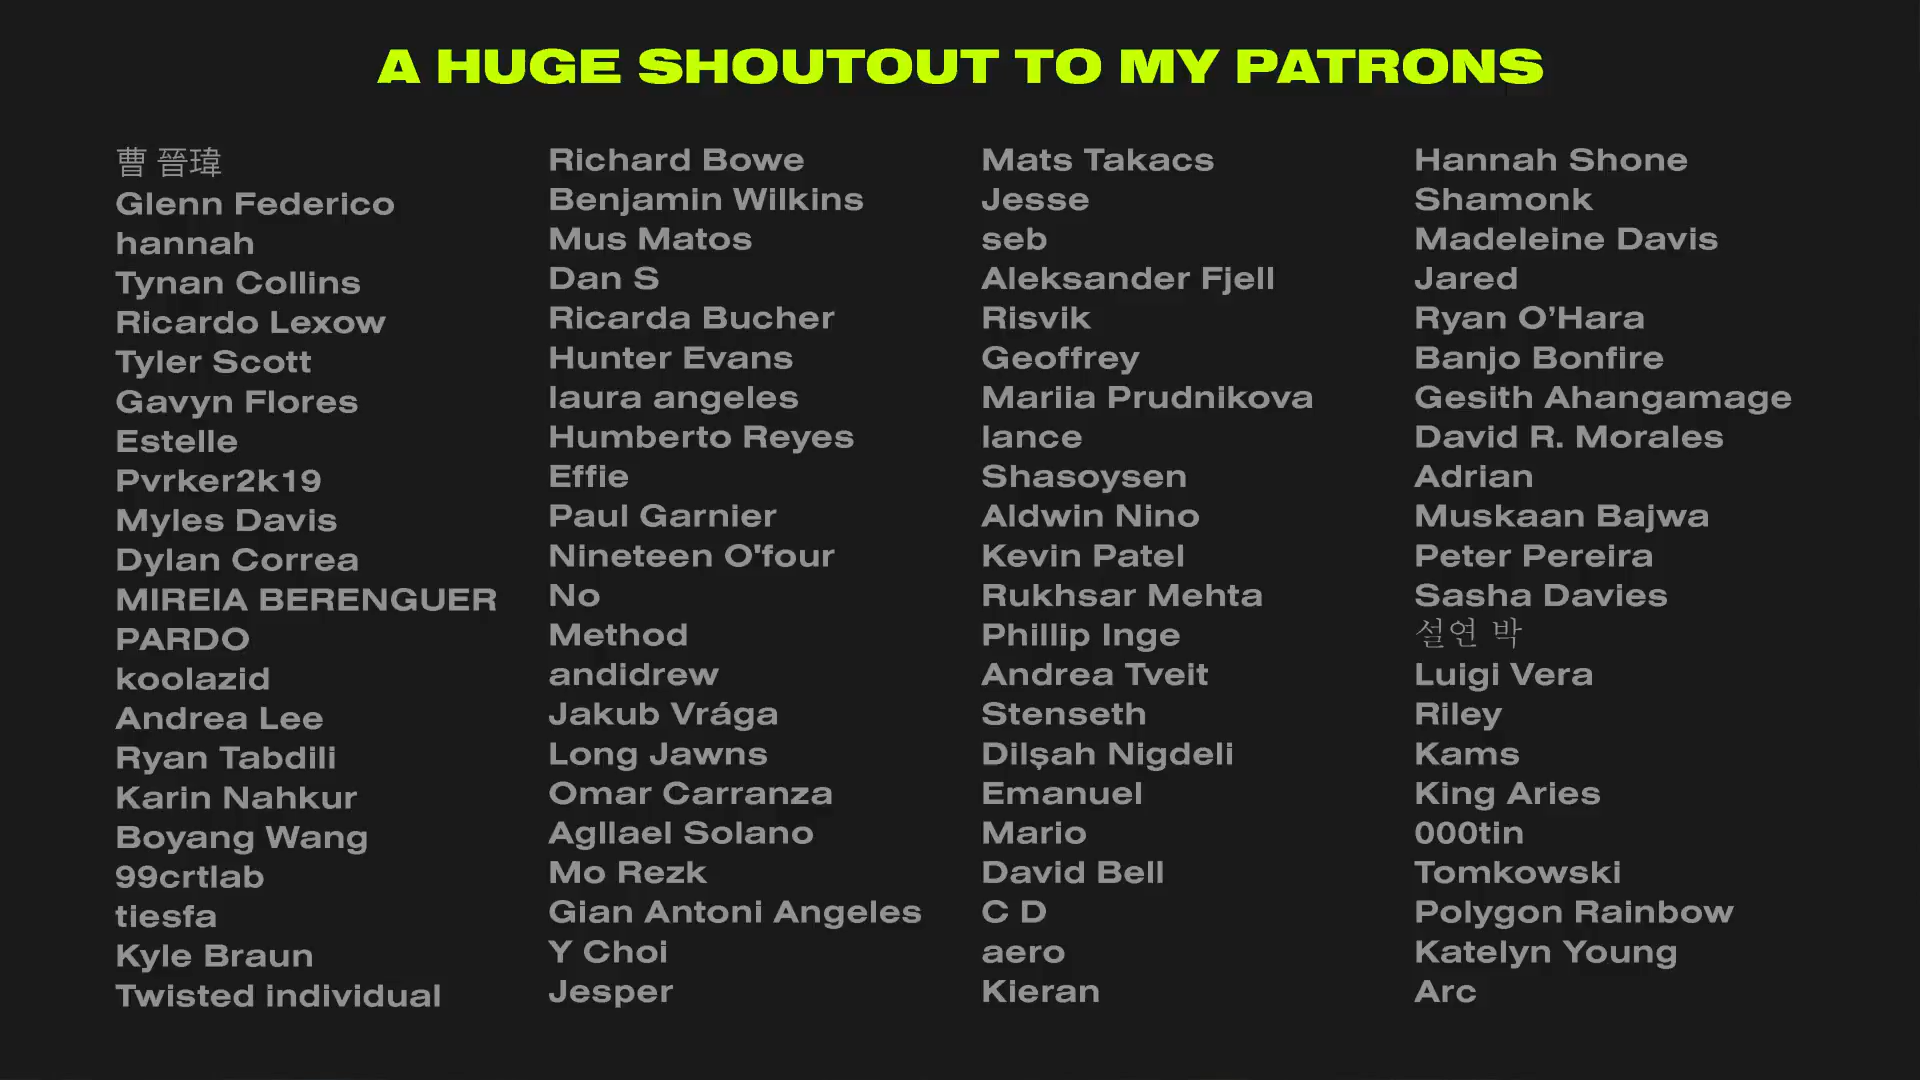 A HUGE SHOUTOUT TO MY PATRONS
曹 晉瑋
Glenn Federico
hannah
Tynan Collins
Ricardo Lexow
Tyler Scott
Gavyn Flores
Estelle
Pvrker2k19
Myles Davis
Dylan Correa
MIREIA BERENGUER
PARDO
koolazid
Andrea Lee
Ryan Tabdili
Karin Nahkur
Boyang Wang
99crtlab
tiesfa
Kyle Braun
Twisted individual
Richard Bowe
Benjamin Wilkins
Mus Matos
Dan S
Ricarda Bucher
Hunter Evans
laura angeles
Humberto Reyes
Effie
Paul Garnier
Nineteen O'four
No
Method
andidrew
Jakub Vrága
Long Jawns
Omar Carranza
Agllael Solano
Mo Rezk
Gian Antoni Angeles
Y Choi
Jesper
Mats Takacs
Jesse
seb
Aleksander Fjell
Risvik
Geoffrey
Mariia Prudnikova
lance
Shasoysen
Aldwin Nino
Kevin Patel
Rukhsar Mehta
Phillip Inge
Andrea Tveit
Stenseth
Dilşah Nigdeli
Emanuel
Mario
David Bell
C D
aero
Kieran
Hannah Shone
Shamonk
Madeleine Davis
Jared
Ryan O’Hara
Banjo Bonfire
Gesith Ahangamage
David R. Morales
Adrian
Muskaan Bajwa
Peter Pereira
Sasha Davies
설연 박
Luigi Vera
Riley
Kams
King Aries
000tin
Tomkowski
Polygon Rainbow
Katelyn Young
Arc